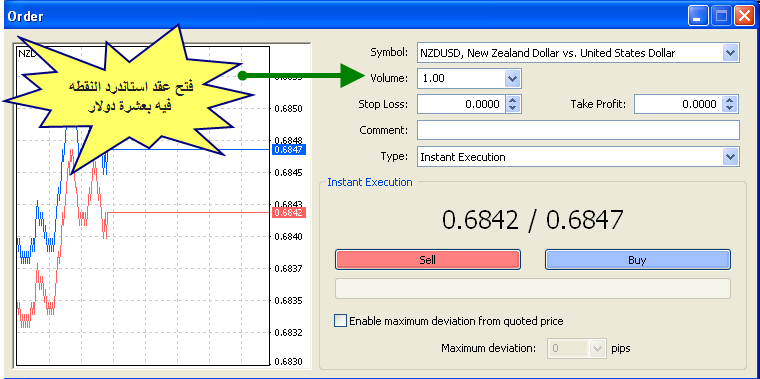 Order
NZD
فتح عقد استاندرد النقطه
فيه بعشرة دولار
0.6850
0.6848
0.6847
0.6845
0.6843
0.6842
0.6840
0.6837
0.6835
0.6832
0.6830
Symbol: NZDUSD, New Zealand Dollar vs. United States Dollar
Volume: 1.00
Stop Loss: 0.0000 Take Profit: 0.0000
Comment:
Type: Instant Execution
Instant Execution
0.6842 / 0.6847
Sell Buy
Enable maximum deviation from quoted price
Maximum deviation: 0 pips